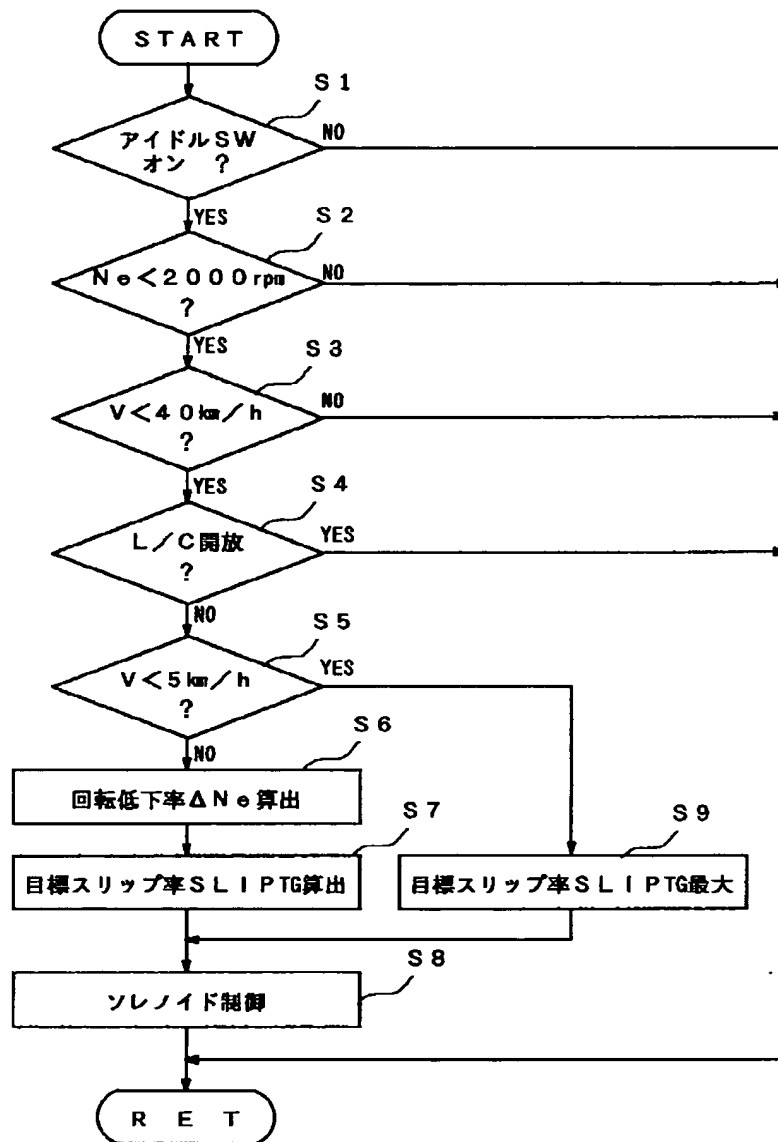 START
S1
アイドルSW
オン ?
NO
YES
S2
Ne<2000rpm
?
NO
YES
S3
V<40km/h
?
NO
YES
S4
L/C開放
?
YES
NO
S5
V<5km/h
?
YES
NO
S6
回転低下率ΔNe算出
S7
目標スリップ率SLIPTG算出
S9
目標スリップ率SLIPTG最大
S8
ソレノイド制御
RET